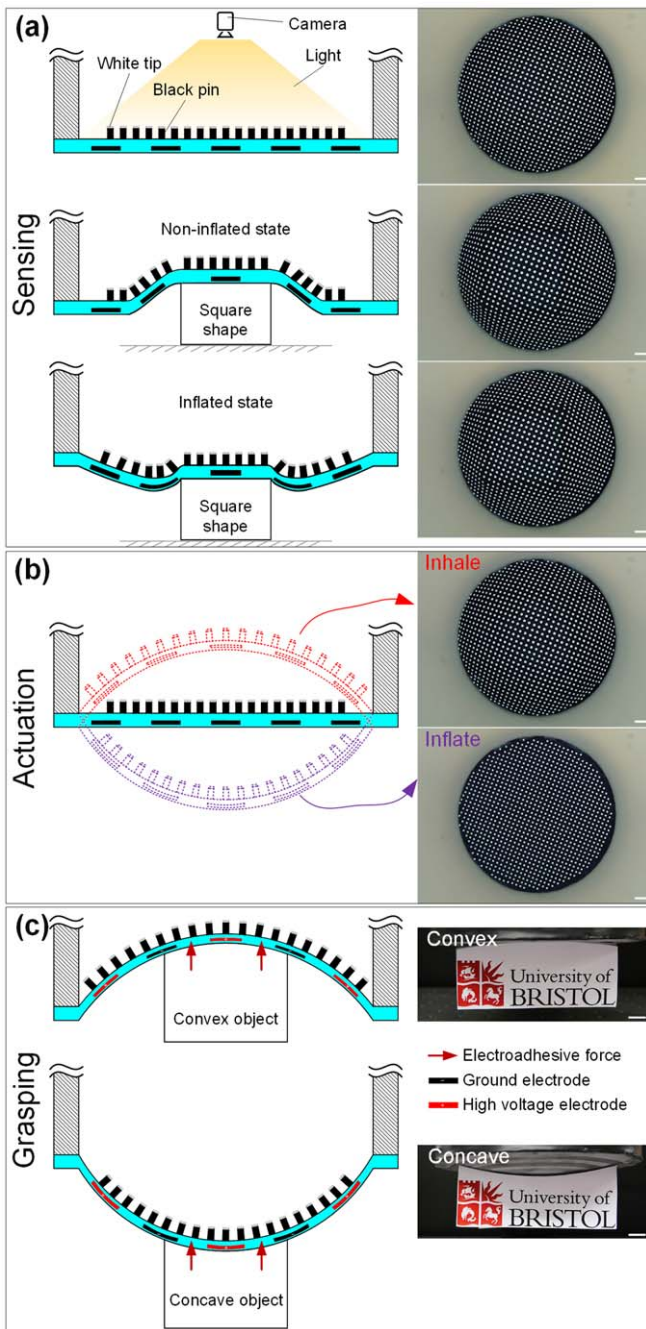 (a)
Camera
White tip
Light
Black pin
Sensing
Non-inflated state
Square
shape
Inflated state
Square
shape
(b)
Inhale
Actuation
Inflate
(c)
Convex
University of
BRISTOL
Convex object
Electroadhesive force
Ground electrode
High voltage electrode
Grasping
Concave
University of
BRISTOL
Concave object